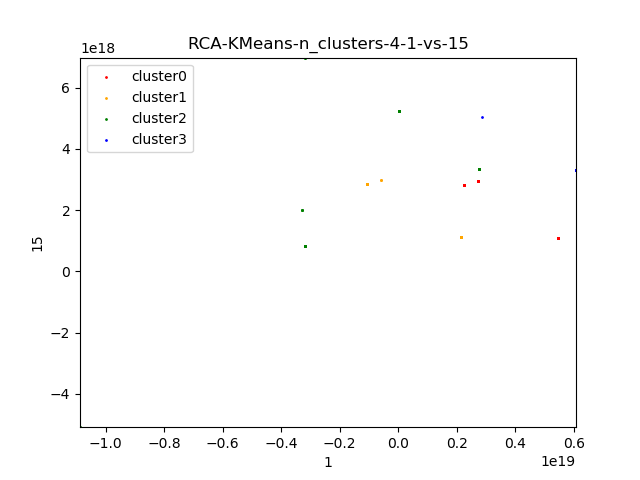 RCA-KMeans-n_clusters-4-1-vs-15
1e18
cluster0
cluster1
cluster2
cluster3
6
4
2
0
−2
−4
15
−1.0 −0.8 −0.6 −0.4 −0.2 0.0 0.2 0.4 0.6
1
1e19